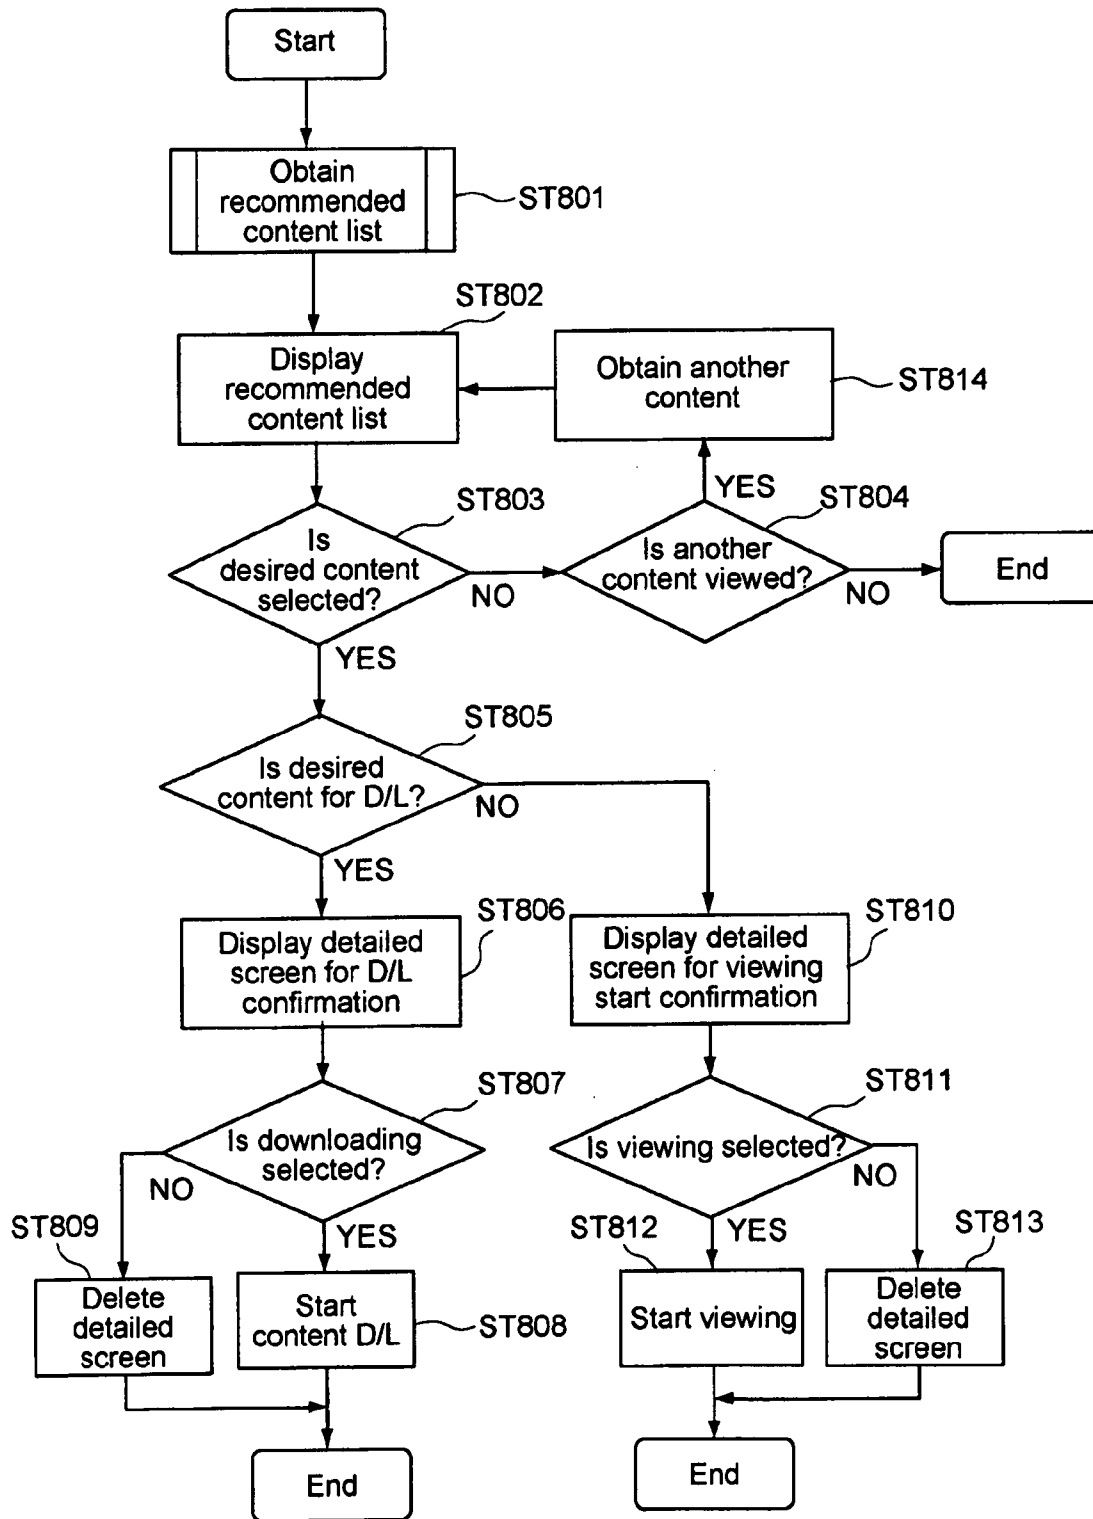 Start
Obtain
recommended
content list
ST801
ST802
Display
recommended
content list
Obtain another
content
ST814
ST803
Is
desired content
selected?
NO
YES
YES
ST804
Is another
content viewed?
NO
End
ST805
Is desired
content for D/L?
NO
YES
ST806
Display detailed
screen for D/L
confirmation
ST810
Display detailed
screen for viewing
start confirmation
ST807
Is downloading
selected?
NO
YES
ST811
Is viewing selected?
NO
YES
ST809
Delete
detailed
screen
Start
content D/L
ST808
ST812
Start viewing
ST813
Delete
detailed
screen
End
End